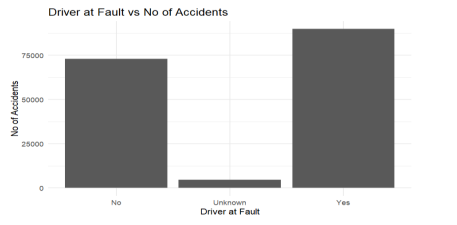 Driver at Fault vs No of Accidents
No of Accidents
75000
50000
25000
0
No Unknown Yes
Driver at Fault